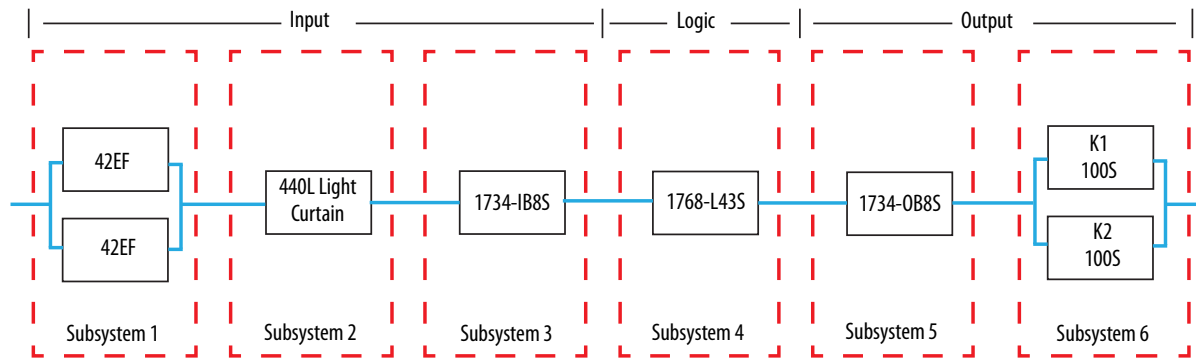 Input
Logic
Output
42EF
42EF
440L Light
Curtain
1734-IB8S
1768-L43S
1734-OB8S
K1
100S
K2
100S
Subsystem 1
Subsystem 2
Subsystem 3
Subsystem 4
Subsystem 5
Subsystem 6